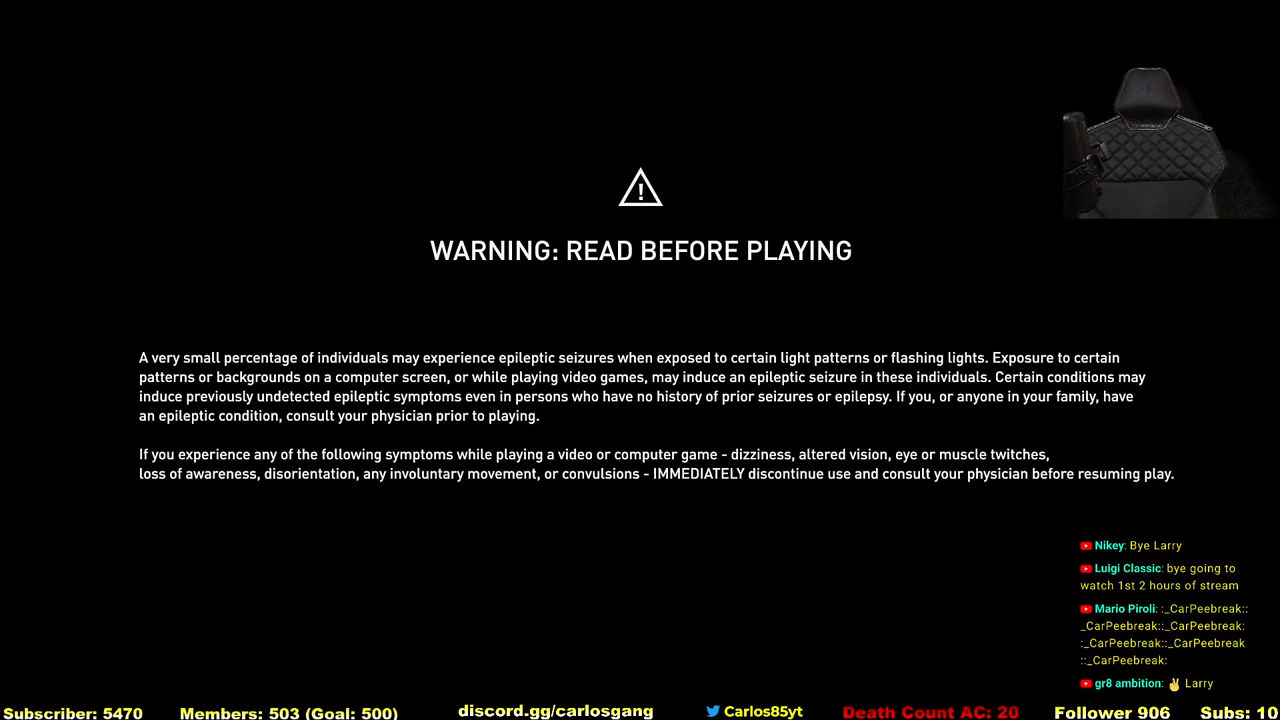 WARNING: READ BEFORE PLAYING
A very small percentage of individuals may experience epileptic seizures when exposed to certain light patterns or flashing lights. Exposure to certain
patterns or backgrounds on a computer screen, or while playing video games, may induce an epileptic seizure in these individuals. Certain conditions may
induce previously undetected epileptic symptoms even in persons who have no history of prior seizures or epilepsy. If you, or anyone in your family, have
an epileptic condition, consult your physician prior to playing.
If you experience any of the following symptoms while playing a video or computer game - dizziness, altered vision, eye or muscle twitches,
loss of awareness, disorientation, any involuntary movement, or convulsions - IMMEDIATELY discontinue use and consult your physician before resuming play.
Nikey: Bye Larry
Luigi Classic: bye going to
watch 1st 2 hours of stream
Mario Piroli: :_CarPeebreak::
_CarPeebreak::_CarPeebreak:
:_CarPeebreak::_CarPeebreak
::_CarPeebreak:
gr8 ambition: ✌ Larry
Subscriber: 5470 Members: 503 (Goal: 500) discord.gg/carlosgang Carlos85yt Death Count AC: 20 Follower 906 Subs: 10